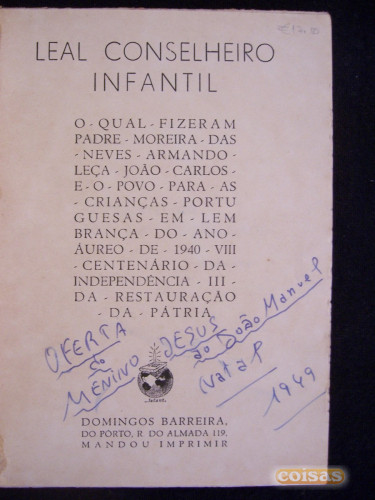 LEAL CONSELHEIRO
INFANTIL
O - QUAL - FIZERAM
PADRE - MOREIRA - DAS
- NEVES - ARMANDO -
LEÇA - JOÃO - CARLOS -
E - O - POVO - PARA - AS
- CRIANÇAS - PORTU
GUESAS - EM - LEM
BRANÇA - DO - ANO -
ÁUREO - DE - 1940 - VIII
- CENTENÁRIO - DA -
INDEPENDÊNCIA - III -
DA - RESTAURAÇÃO
- DA - PÁTRIA
OFERTA
do
MENINO JESUS
ao João Manuel
Natal
1949
DOMINGOS BARREIRA,
DO PÔRTO, R DO ALMADA 119,
MANDOU IMPRIMIR
coisas